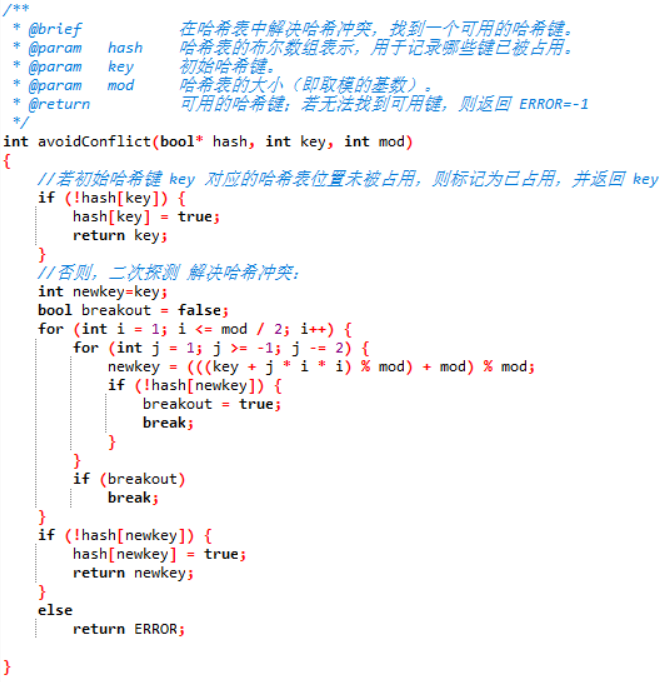 /**
 * @brief 在哈希表中解决哈希冲突，找到一个可用的哈希键。
 * @param hash 哈希表的布尔数组表示，用于记录哪些键已被占用。
 * @param key 初始哈希键。
 * @param mod 哈希表的大小（即取模的基数）。
 * @return 可用的哈希键；若无法找到可用键，则返回 ERROR=-1
 */
int avoidConflict(bool* hash, int key, int mod)
{
    //若初始哈希键 key 对应的哈希表位置未被占用，则标记为已占用，并返回 key
    if (!hash[key]) {
        hash[key] = true;
        return key;
    }
    //否则，二次探测 解决哈希冲突：
    int newkey=key;
    bool breakout = false;
    for (int i = 1; i <= mod / 2; i++) {
        for (int j = 1; j >= -1; j -= 2) {
            newkey = (((key + j * i * i) % mod) + mod) % mod;
            if (!hash[newkey]) {
                breakout = true;
                break;
            }
        }
        if (breakout)
            break;
    }
    if (!hash[newkey]) {
        hash[newkey] = true;
        return newkey;
    }
    else
        return ERROR;
}